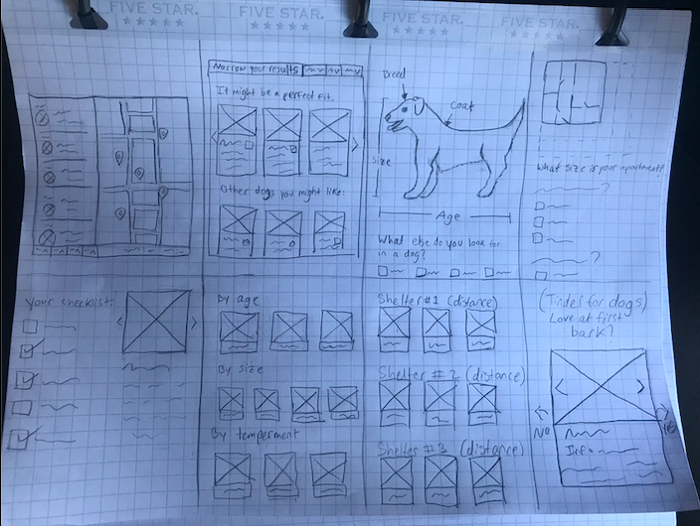 FIVE STAR.
FIVE STAR.
FIVE STAR.
FIVE STAR.
Narrow your results
It might be a perfect fit.
Other dogs you might like:
Breed
Coat
Size
Age
What else do you look for
in a dog?
What size is your apartment?
?
Your checklist:
By age
By size
By temperment
Shelter #1 (distance)
Shelter # 2 (distance)
Shelter # 3 (distance)
(Tinder for dogs)
Love at first
bark?
No
Yes
Info